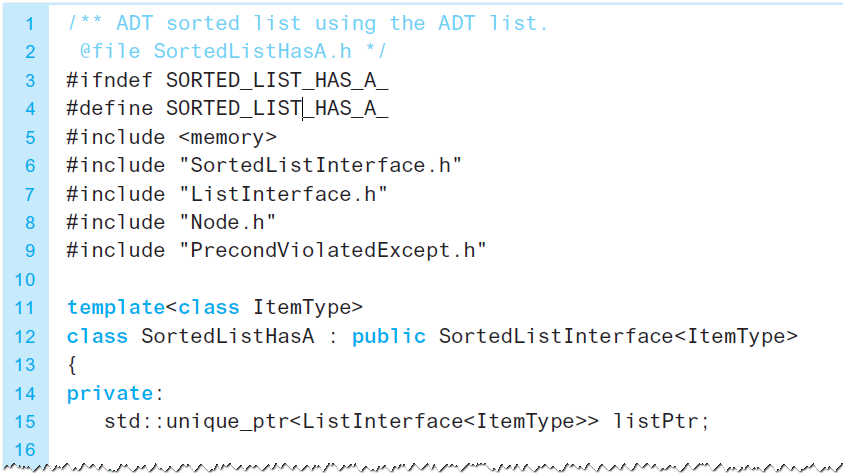 1 /** ADT sorted list using the ADT list.
2 @file SortedListHasA.h */
3 #ifndef SORTED_LIST_HAS_A_
4 #define SORTED_LIST_HAS_A_
5 #include <memory>
6 #include "SortedListInterface.h"
7 #include "ListInterface.h"
8 #include "Node.h"
9 #include "PrecondViolatedExcept.h"
10
11 template<class ItemType>
12 class SortedListHasA : public SortedListInterface<ItemType>
13 {
14 private:
15 std::unique_ptr<ListInterface<ItemType>> listPtr;
16